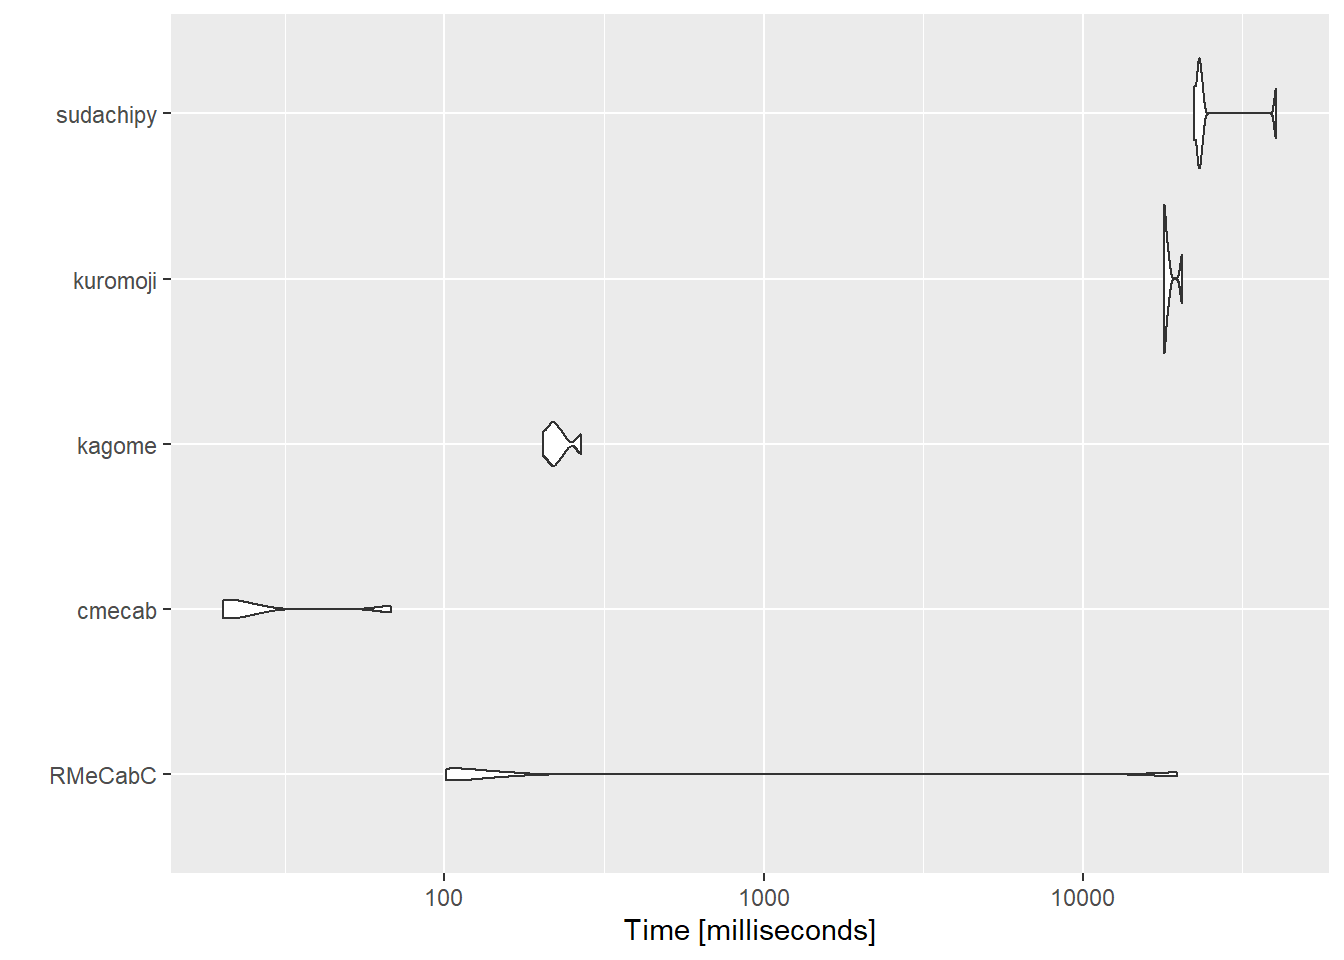 sudachipy
kuromoji
kagome
cmecab
RMeCabC
100 1000 10000
Time [milliseconds]